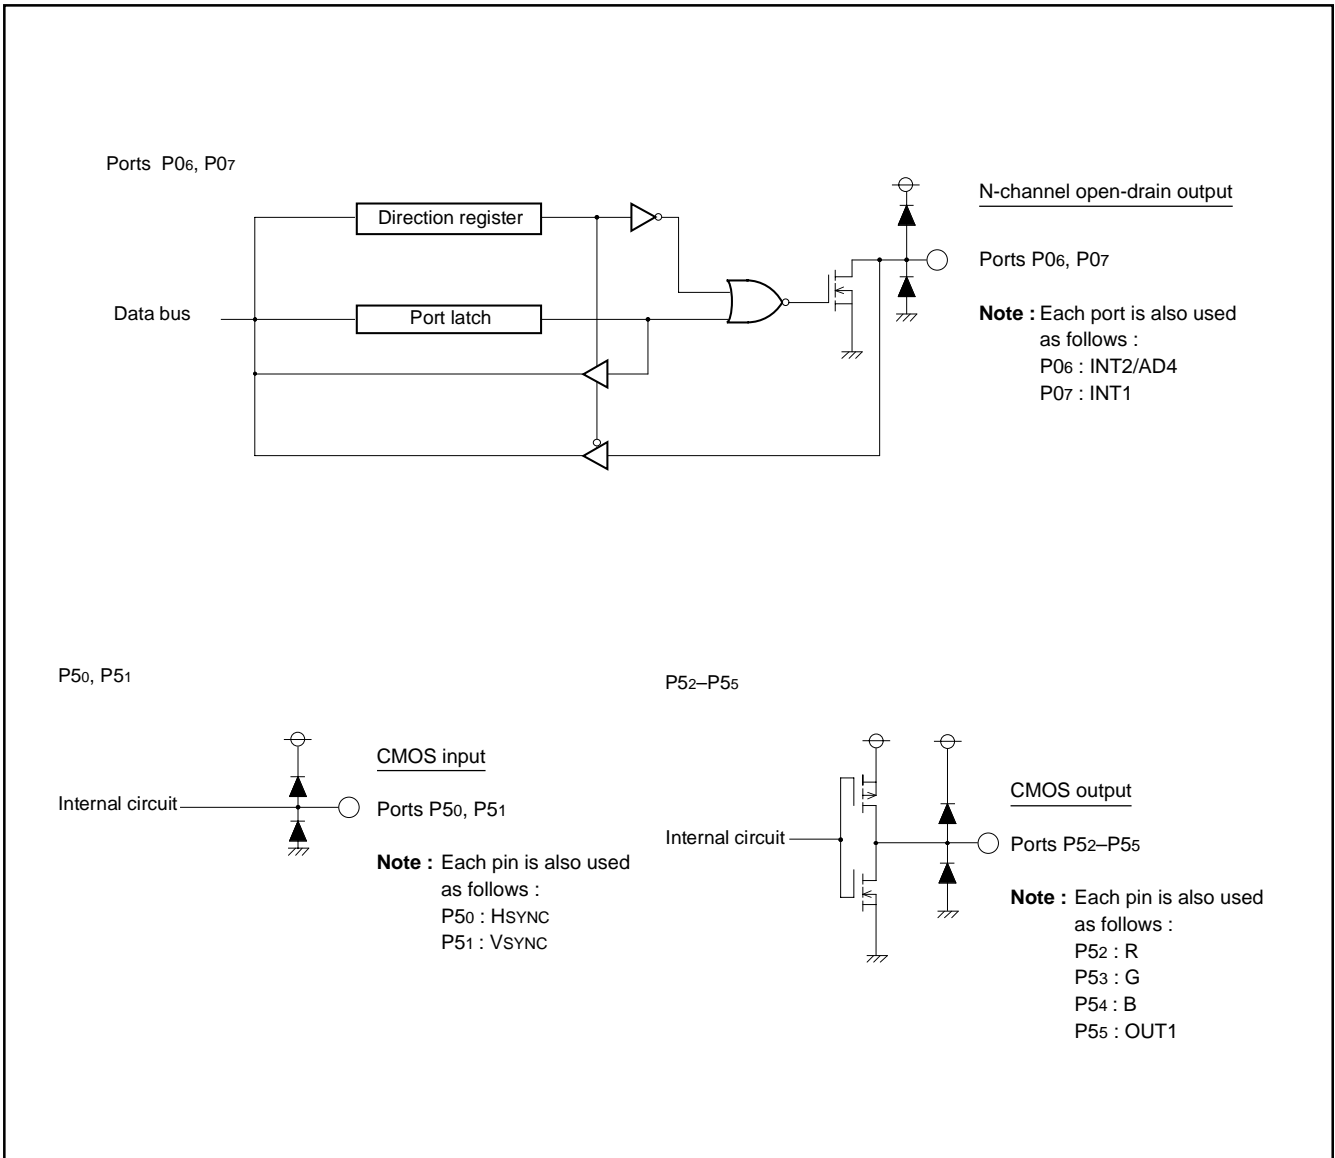 Ports P06, P07
Direction register
N-channel open-drain output
Ports P06, P07
Data bus
Port latch
Note : Each port is also used
as follows :
P06 : INT2/AD4
P07 : INT1
P50, P51
CMOS input
Internal circuit
Ports P50, P51
Note : Each pin is also used
as follows :
P50 : HSYNC
P51 : VSYNC
P52–P55
CMOS output
Internal circuit
Ports P52–P55
Note : Each pin is also used
as follows :
P52 : R
P53 : G
P54 : B
P55 : OUT1